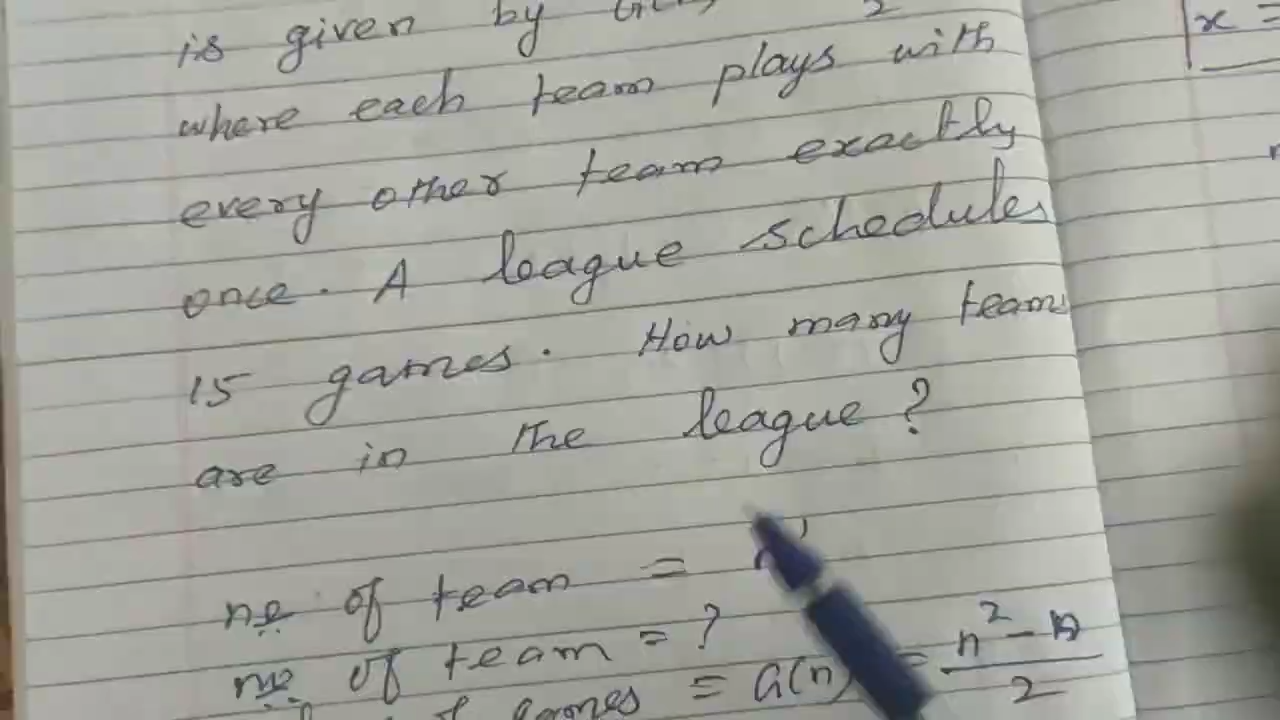 is given by
where each team plays with
every other team exactly
once. A league schedules
15 games. How many teams
are in the league?
no of team =
no of team = ?
games = G(n) = n² - n / 2
x =